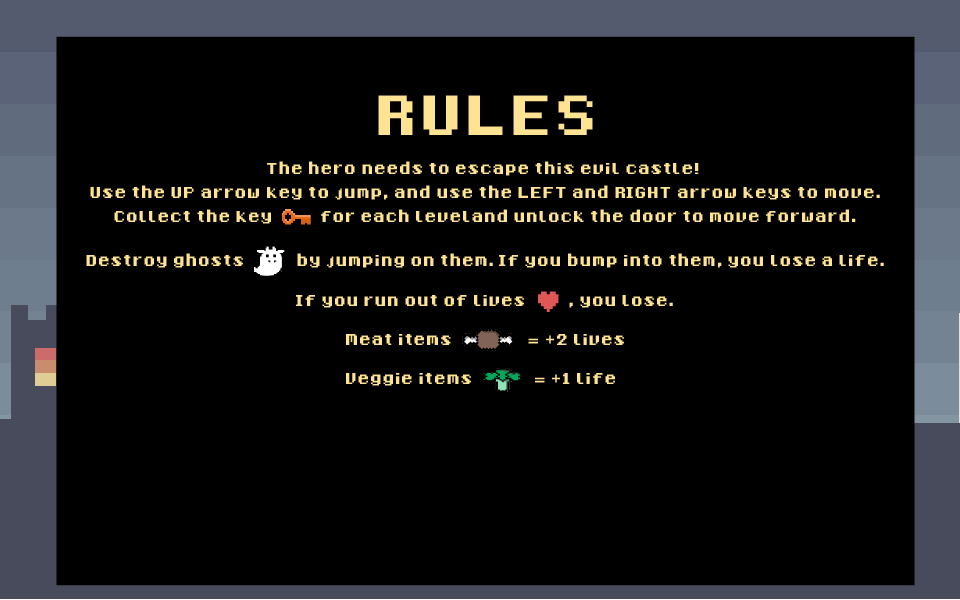 RULES
The hero needs to escape this evil castle!
Use the UP arrow key to jump, and use the LEFT and RIGHT arrow keys to move.
Collect the key for each leveland unlock the door to move forward.
Destroy ghosts by jumping on them. If you bump into them, you lose a life.
If you run out of lives , you lose.
Meat items = +2 lives
Veggie items = +1 life